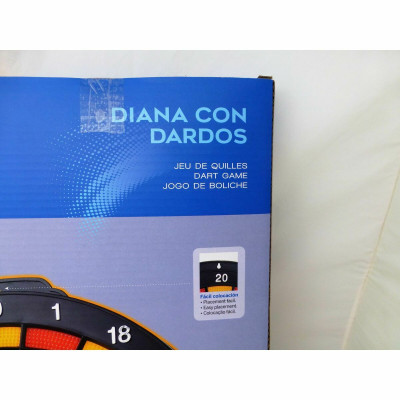 DIANA CON
DARDOS
JEU DE QUILLES
DART GAME
JOGO DE BOLICHE
20
Fácil colocación
• Placement facil.
• Easy placement.
• Colocação fácil.
1
18